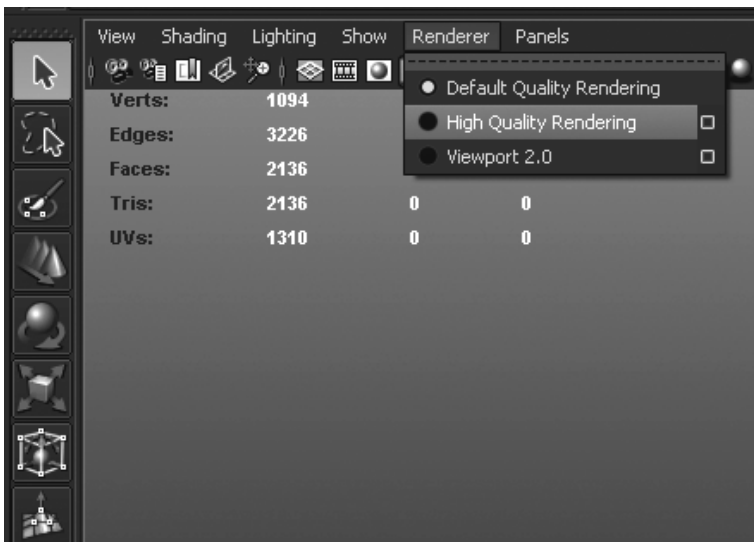 View Shading Lighting Show Renderer Panels
Default Quality Rendering
High Quality Rendering
Viewport 2.0
Verts: 1094
Edges: 3226
Faces: 2136
Tris: 2136 0 0
UVs: 1310 0 0